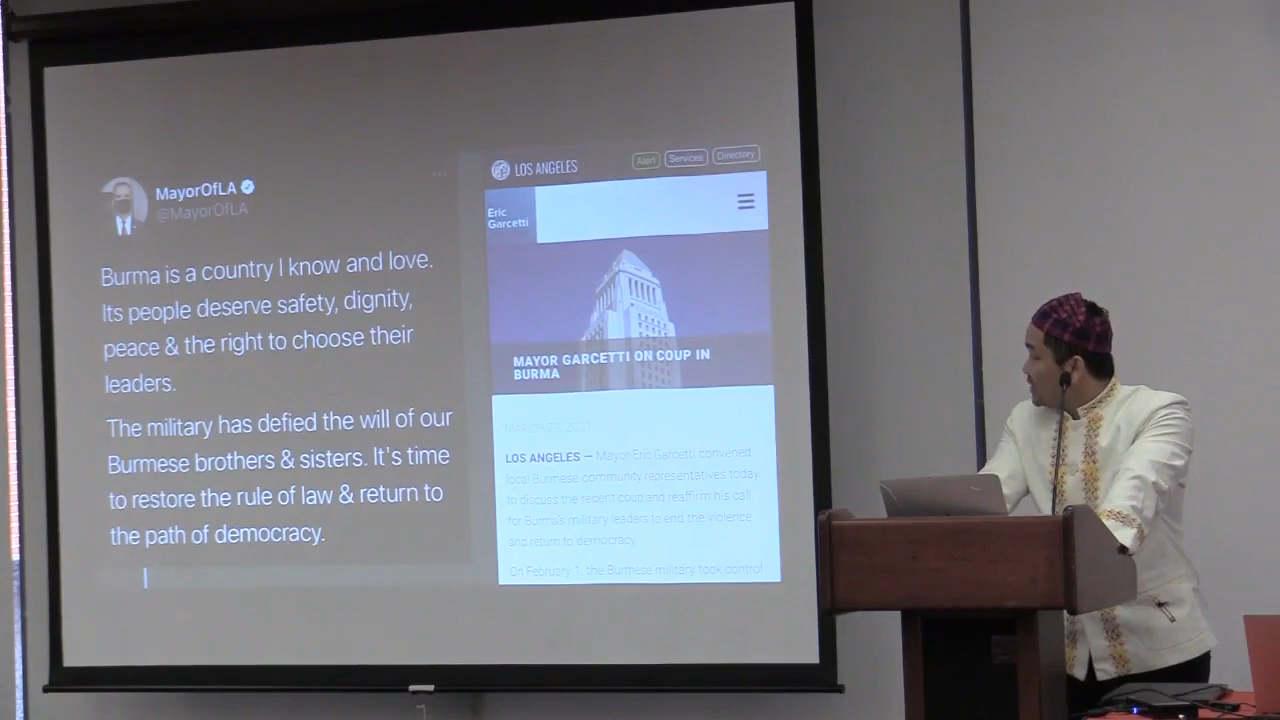 MayorOfLA
@MayorOfLA
Burma is a country I know and love.
Its people deserve safety, dignity,
peace & the right to choose their
leaders.
The military has defied the will of our
Burmese brothers & sisters. It's time
to restore the rule of law & return to
the path of democracy.
LOS ANGELES
Alert
Services
Directory
Eric
Garcetti
MAYOR GARCETTI ON COUP IN
BURMA
MARCH 23, 2021
LOS ANGELES — Mayor Eric Garcetti convened
local Burmese community representatives today
to discuss the recent coup and reaffirm his call
for Burma's military leaders to end the violence
and return to democracy.
On February 1, the Burmese military took control